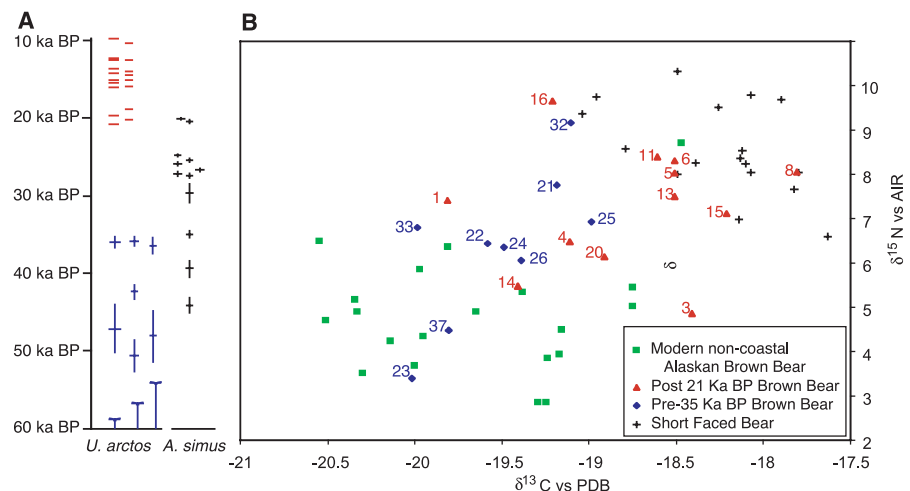 A
B
10 ka BP
20 ka BP
30 ka BP
40 ka BP
50 ka BP
60 ka BP
U. arctos
A. simus
16
32
11
6
5
8
21
13
1
15
25
33
22
24
4
20
26
δ
14
3
37
23
Modern non-coastal
Alaskan Brown Bear
Post 21 Ka BP Brown Bear
Pre-35 Ka BP Brown Bear
Short Faced Bear
10
9
8
7
6
5
4
3
2
δ15 N vs AIR
-21
-20.5
-20
-19.5
-19
-18.5
-18
-17.5
δ13 C vs PDB